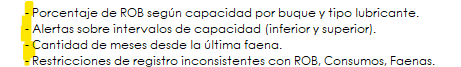 - Porcentaje de ROB según capacidad por buque y tipo lubricante.
- Alertas sobre intervalos de capacidad (inferior y superior).
- Cantidad de meses desde la última faena.
- Restricciones de registro inconsistentes con ROB, Consumos, Faenas.